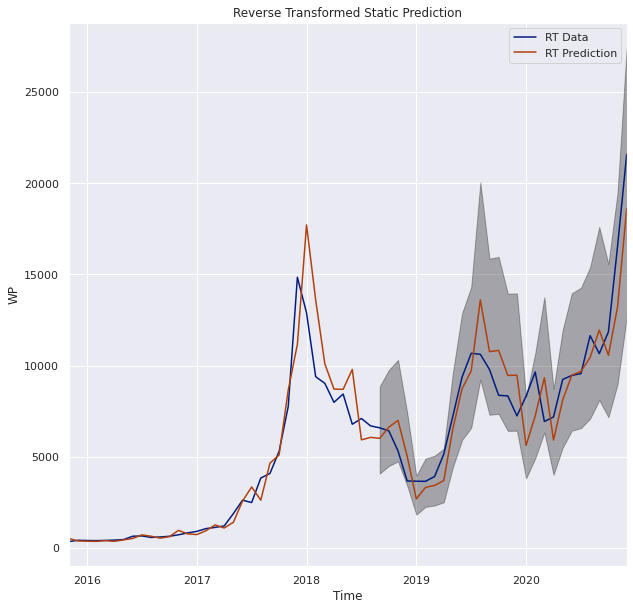 Reverse Transformed Static Prediction
RT Data
RT Prediction
25000
20000
15000
10000
5000
0
WP
2016 2017 2018 2019 2020
Time